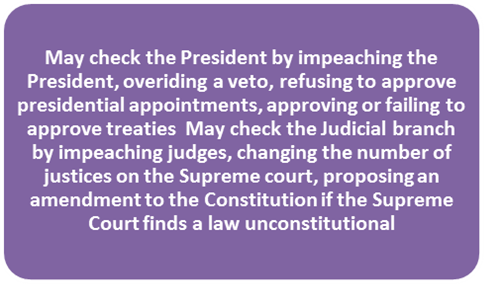 May check the President by impeaching the
President, overiding a veto, refusing to approve
presidential appointments, approving or failing to
approve treaties  May check the Judicial branch
by impeaching judges, changing the number of
justices on the Supreme court, proposing an
amendment to the Constitution if the Supreme
Court finds a law unconstitutional